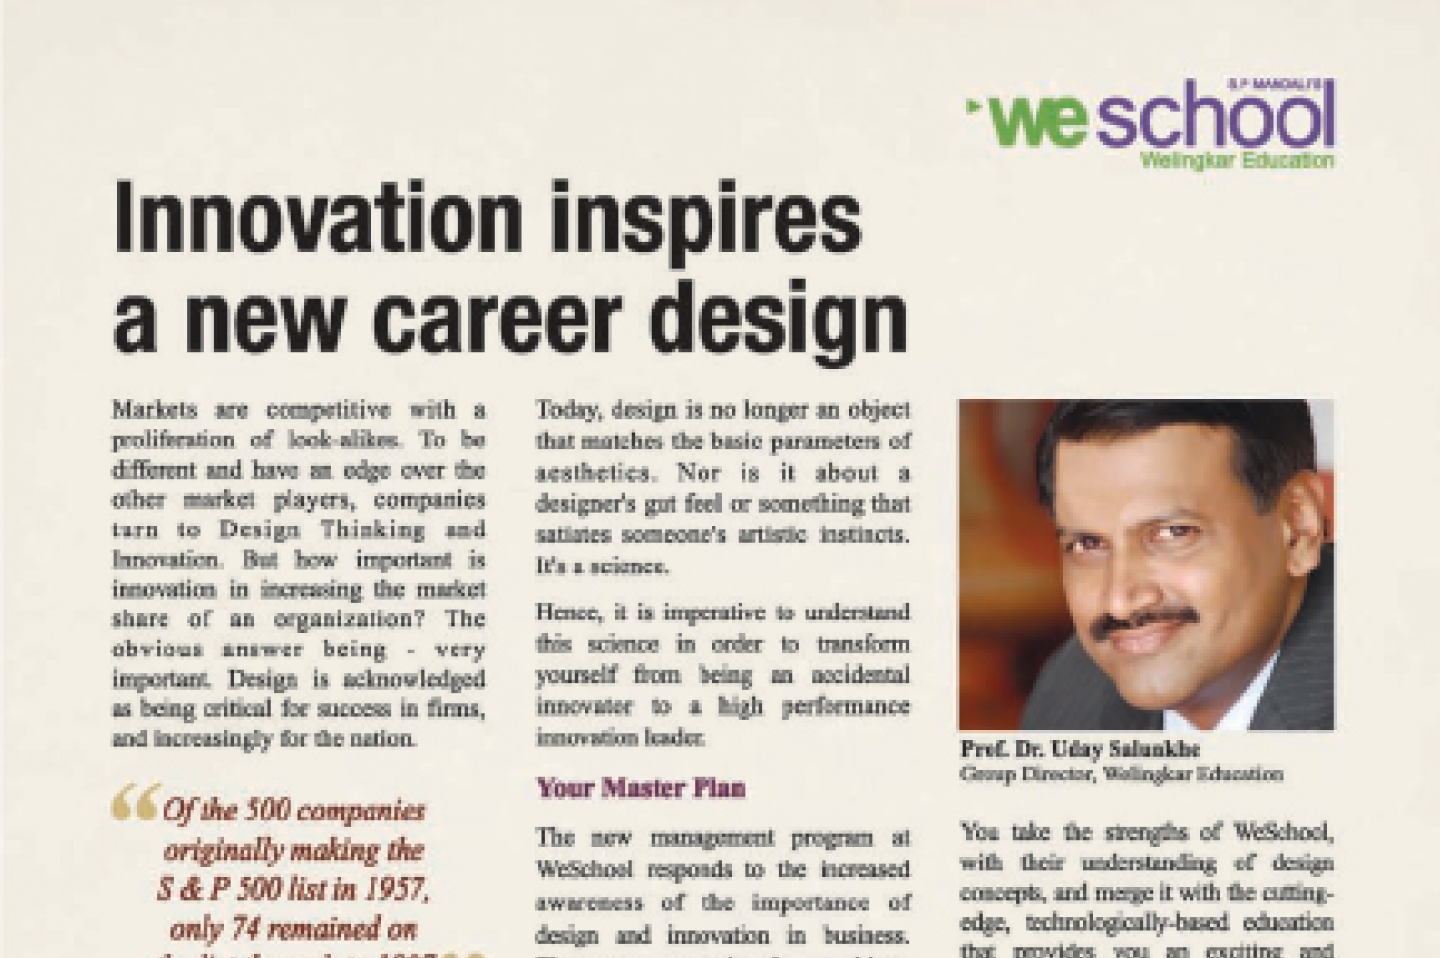 S.P. MANDALI'S
we school
Welingkar Education
Innovation inspires
a new career design
Markets are competitive with a
proliferation of look-alikes. To be
different and have an edge over the
other market players, companies
turn to Design Thinking and
Innovation. But how important is
innovation in increasing the market
share of an organization? The
obvious answer being - very
important. Design is acknowledged
as being critical for success in firms,
and increasingly for the nation.
“Of the 500 companies
originally making the
S & P 500 list in 1957,
only 74 remained on
Today, design is no longer an object
that matches the basic parameters of
aesthetics. Nor is it about a
designer's gut feel or something that
satiates someone's artistic instincts.
It's a science.
Hence, it is imperative to understand
this science in order to transform
yourself from being an accidental
innovator to a high performance
innovation leader.
Your Master Plan
The new management program at
WeSchool responds to the increased
awareness of the importance of
design and innovation in business.
Prof. Dr. Uday Salunkhe
Group Director, Welingkar Education
You take the strengths of WeSchool,
with their understanding of design
concepts, and merge it with the cutting-
edge, technologically-based education
that provides you an exciting and